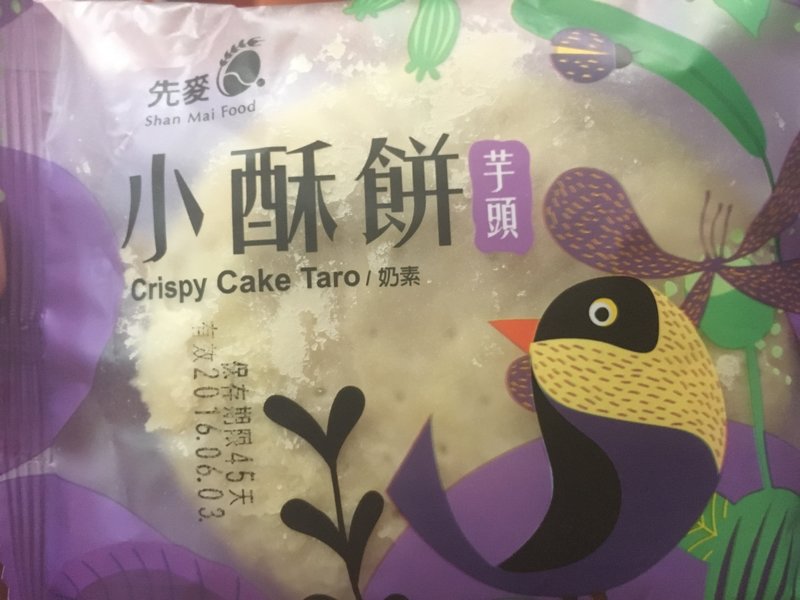 先麥
Shan Mai Food
小酥餅
芋頭
Crispy Cake Taro / 奶素
保存期限45天
有效2016.06.03